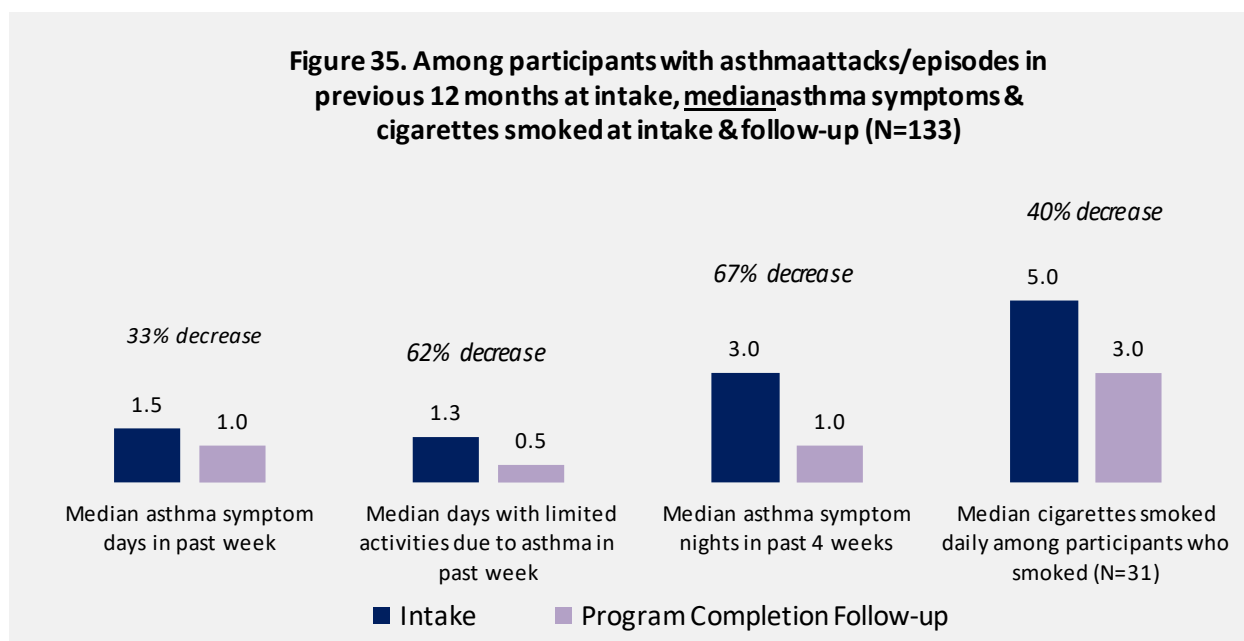 Figure 35. Among participants with asthmaattacks/episodes in
previous 12 months at intake, medianasthma symptoms &
cigarettes smoked at intake & follow-up (N=133)
40% decrease
67% decrease
5.0
33% decrease
62% decrease
3.0
3.0
1.5
1.3
1.0
1.0
0.5
Median asthma symptom
days in past week
Median days with limited
activities due to asthma in
past week
Median asthma symptom
nights in past 4 weeks
Median cigarettes smoked
daily among participants who
smoked (N=31)
Intake
Program Completion Follow-up